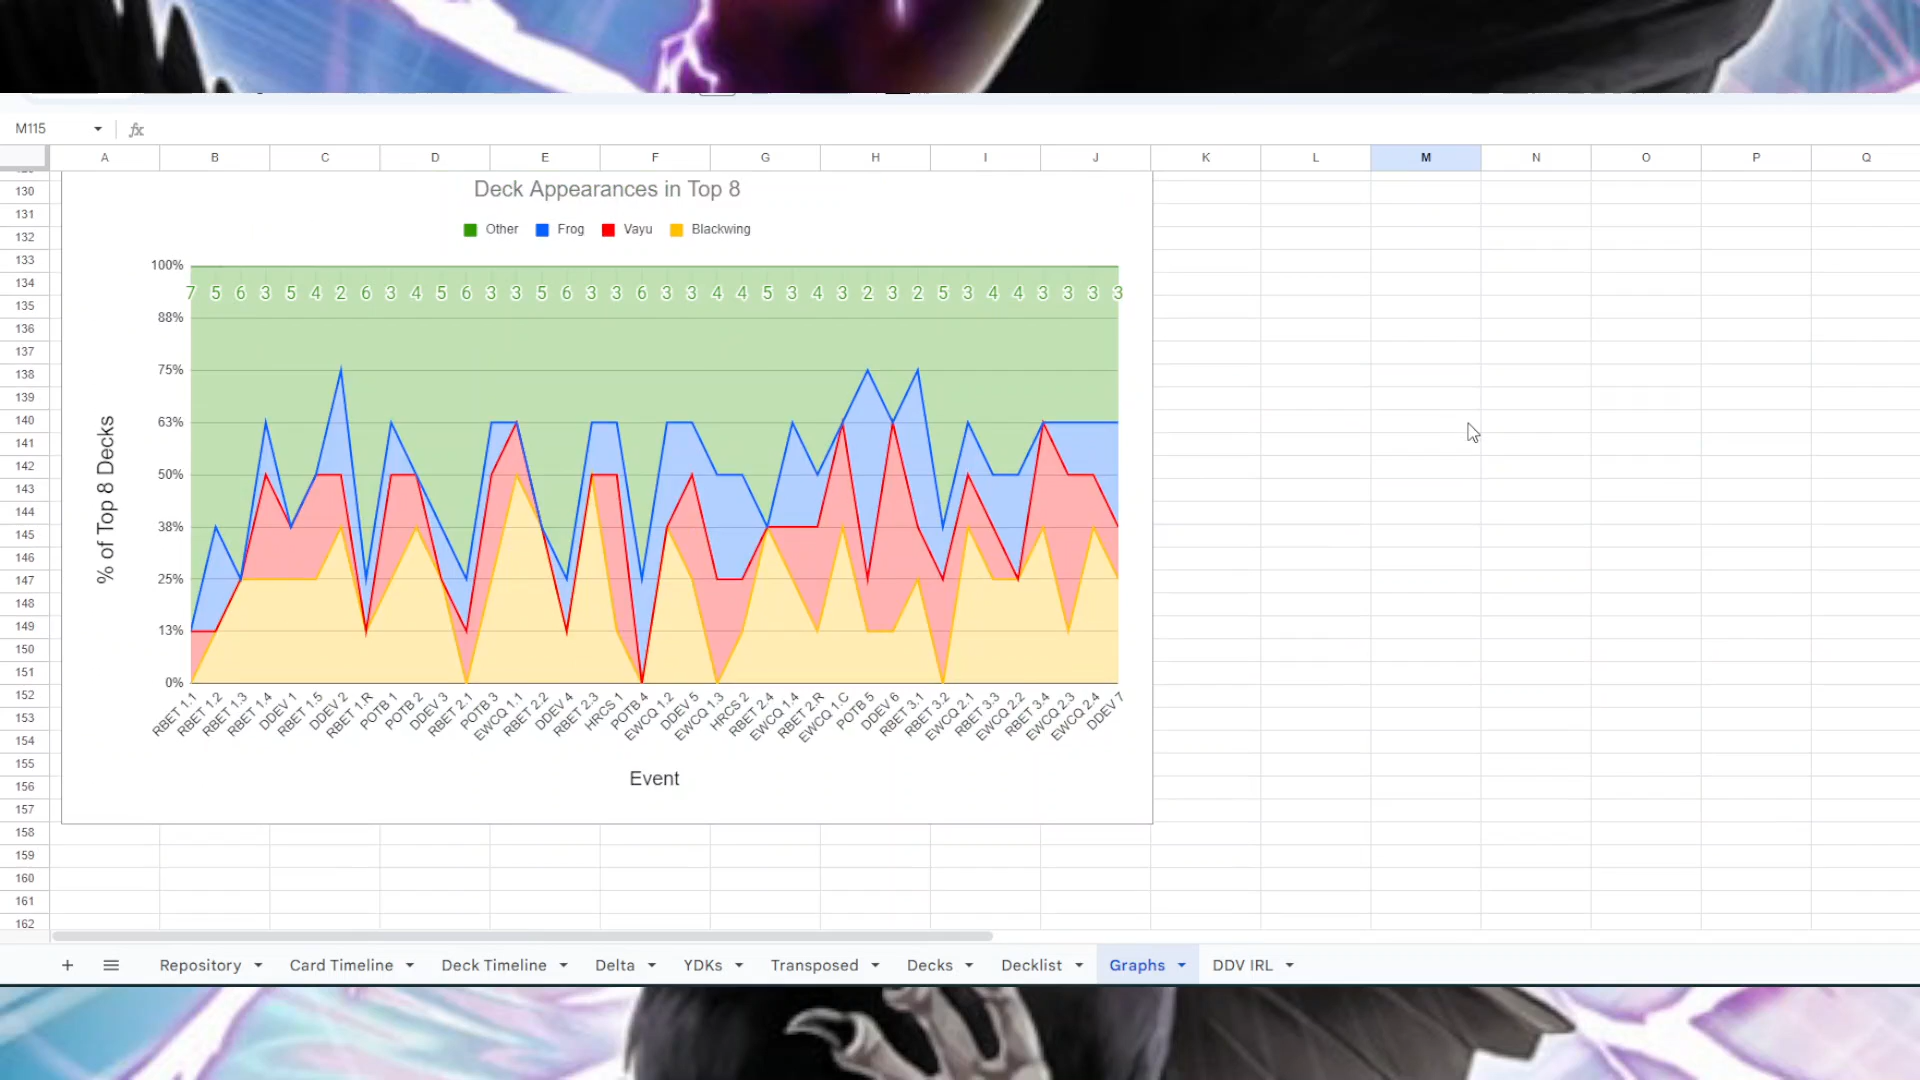 M115
fx
A B C D E F G H I J K L M N O P Q
130
131
132
133
134
135
136
137
138
139
140
141
142
143
144
145
146
147
148
149
150
151
152
153
154
155
156
157
158
159
160
161
162
Deck Appearances in Top 8
Other Frog Vayu Blackwing
100%
7 5 6 3 5 4 2 6 3 4 5 6 3 3 5 6 3 3 6 3 3 4 4 5 3 4 3 2 3 2 5 3 4 4 3 3 3 3
88%
75%
63%
50%
38%
25%
13%
0%
% of Top 8 Decks
RBET 1.1
RBET 1.2
RBET 1.3
RBET 1.4
DDEV 1
RBET 1.5
DDEV 2
RBET 1.R
POTB 1
POTB 2
DDEV 3
RBET 2.1
POTB 3
EWCQ 1.1
RBET 2.2
DDEV 4
RBET 2.3
HRCS 1
POTB 4
EWCQ 1.2
DDEV 5
EWCQ 1.3
HRCS 2
RBET 2.4
EWCQ 1.4
RBET 2.R
EWCQ 1.C
POTB 5
DDEV 6
RBET 3.1
RBET 3.2
EWCQ 2.1
RBET 3.3
EWCQ 2.2
RBET 3.4
EWCQ 2.3
EWCQ 2.4
DDEV 7
Event
+ Repository Card Timeline Deck Timeline Delta YDKs Transposed Decks Decklist Graphs DDV IRL